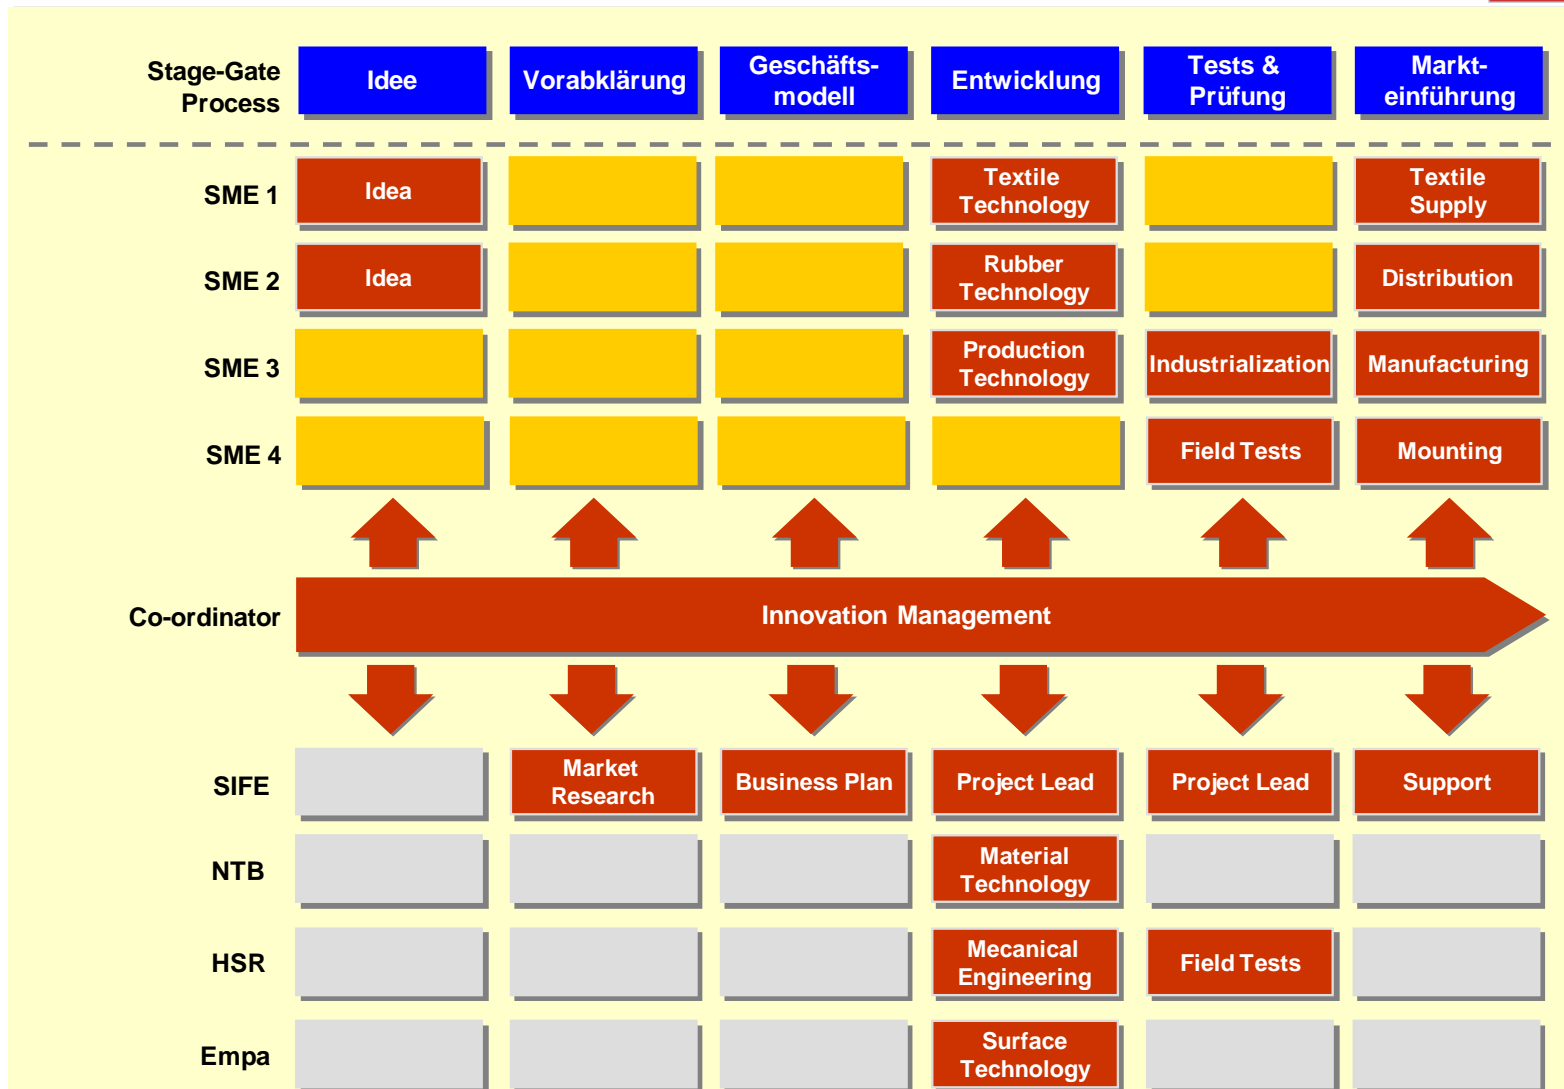 Stage-Gate
Process
Idee
Vorabklärung
Geschäfts-
modell
Entwicklung
Tests &
Prüfung
Markt-
einführung
SME 1
Idea
Textile
Technology
Textile
Supply
SME 2
Idea
Rubber
Technology
Distribution
SME 3
Production
Technology
Industrialization
Manufacturing
SME 4
Field Tests
Mounting
Co-ordinator
Innovation Management
SIFE
Market
Research
Business Plan
Project Lead
Project Lead
Support
NTB
Material
Technology
HSR
Mecanical
Engineering
Field Tests
Empa
Surface
Technology